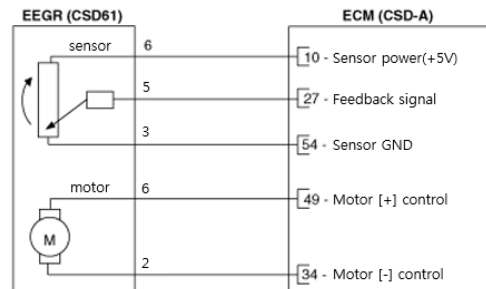 EEGR (CSD61) ECM (CSD-A)
sensor 6 10 - Sensor power(+5V)
5 27 - Feedback signal
3 54 - Sensor GND
motor 6 49 - Motor [+] control
M
2 34 - Motor [-] control